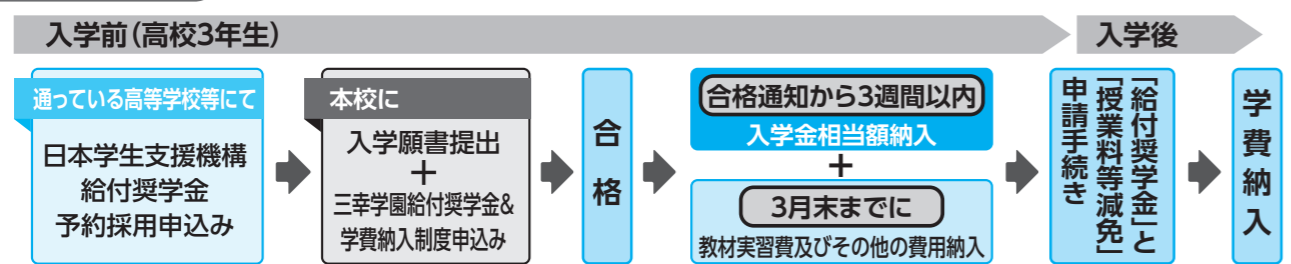 入学前(高校3年生)
入学後
通っている高等学校等にて
日本学生支援機構
給付奨学金
予約採用申込み
本校に
入学願書提出
+
三幸学園給付奨学金&
学費納入制度申込み
合格
合格通知から3週間以内
入学金相当額納入
+
3月末までに
教材実習費及びその他の費用納入
「給付奨学金」と
「授業料等減免」
申請手続き
学費納入